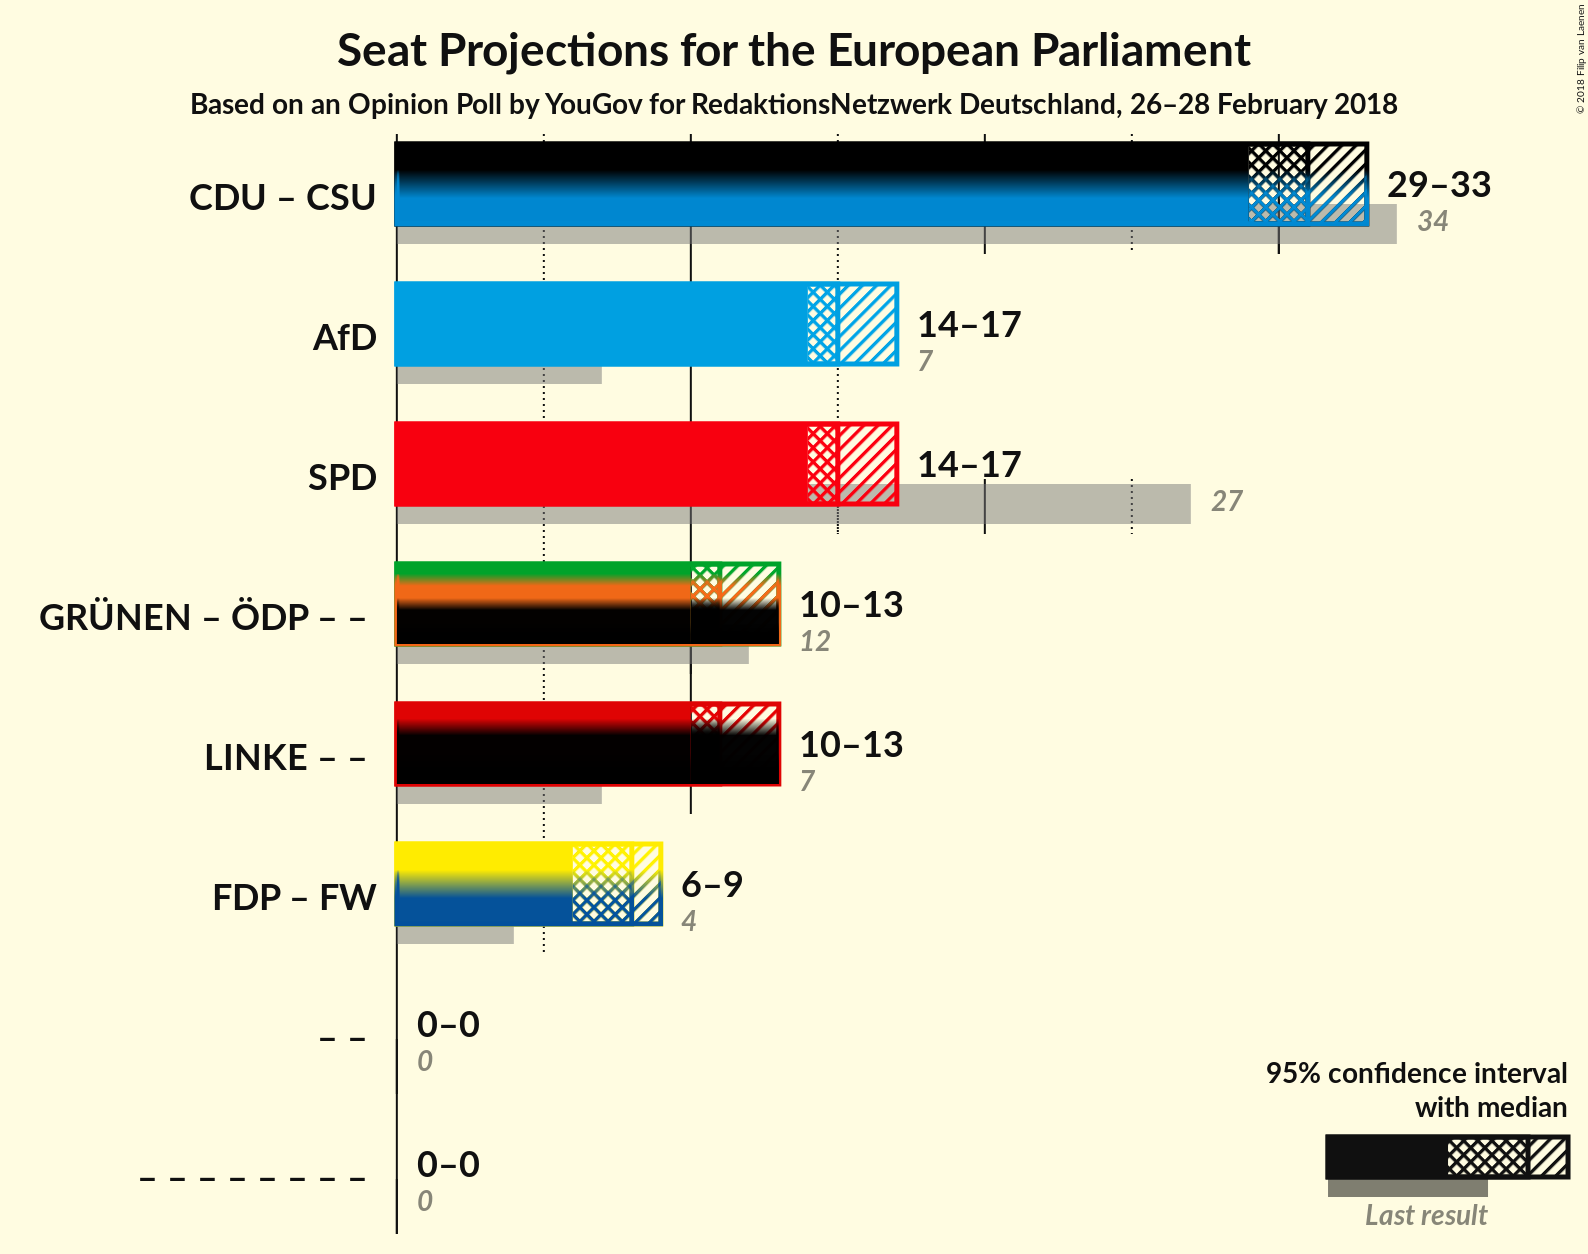 Seat Projections for the European Parliament
Based on an Opinion Poll by YouGov for RedaktionsNetzwerk Deutschland, 26–28 February 2018
© 2018 Filip van Laenen
CDU – CSU
29–33
34
AfD
14–17
7
SPD
14–17
27
GRÜNEN – ÖDP – –
10–13
12
LINKE – –
10–13
7
FDP – FW
6–9
4
– –
0–0
0
– – – – – – – –
0–0
0
95% confidence interval
with median
Last result